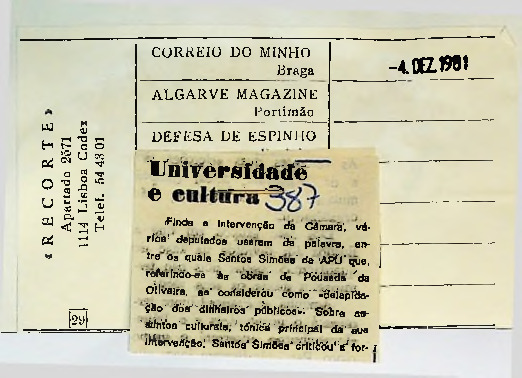 « RECORTE »
Apartado 2571
1114 Lisboa Codex
Telef. 54 43 01
29
CORREIO DO MINHO
Braga
ALGARVE MAGAZINE
Portimão
DEFESA DE ESPINHO
-4. DEZ. 1981
Universidade
e cultura 387
Finda a intervenção da Câmara, vá-
rios deputados usaram da palavra, en-
tre os quais Santos Simões da APU que,
referindo-se às obras da Pousada da
Oliveira, as considerou como «delapida-
ção dos dinheiros públicos». Sobre as-
suntos culturais, tónica principal da sua
intervenção, Santos Simões criticou a for-